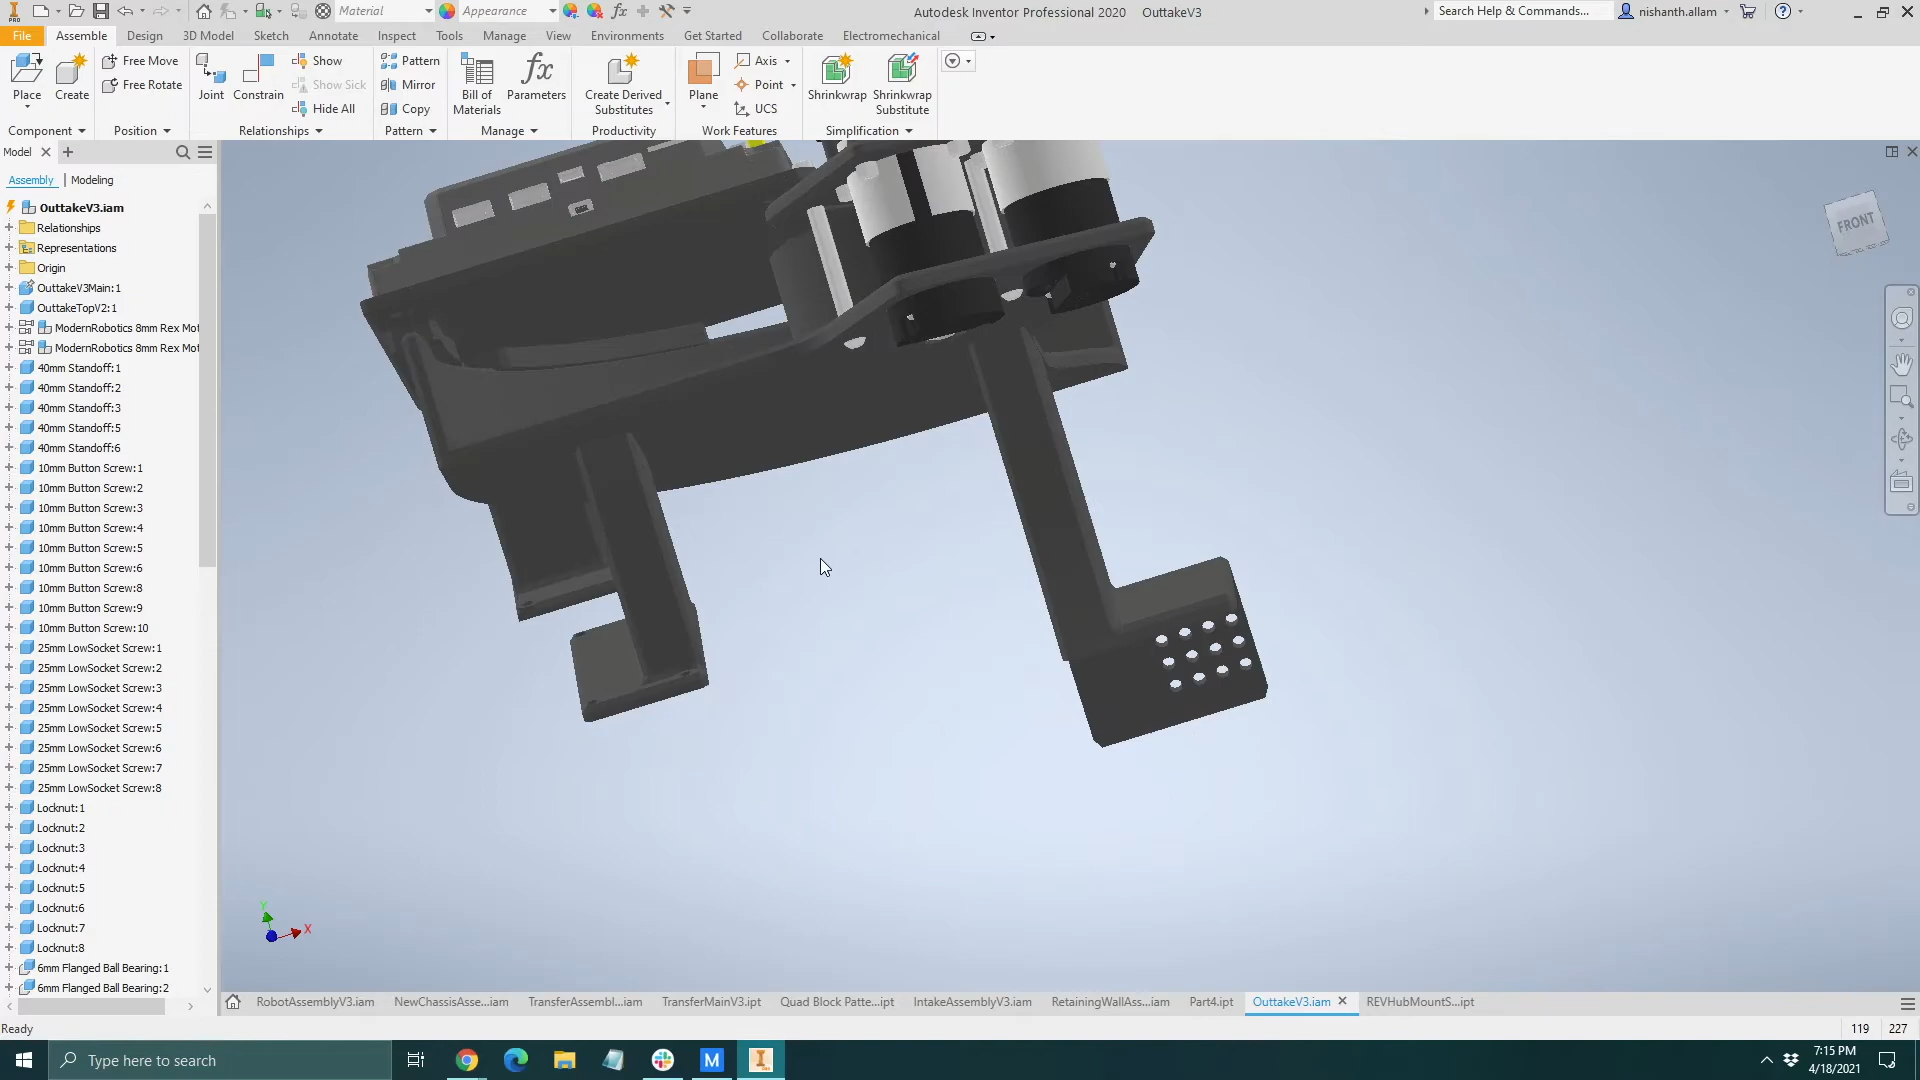 Material
Appearance
Autodesk Inventor Professional 2020 OuttakeV3
Search Help & Commands...
nishanth.allam
File Assemble Design 3D Model Sketch Annotate Inspect Tools Manage View Environments Get Started Collaborate Electromechanical
Place
Create
Free Move
Free Rotate
Joint
Constrain
Show
Show Sick
Hide All
Pattern
Mirror
Copy
Bill of
Materials
Parameters
Create Derived
Substitutes
Plane
Axis
Point
UCS
Shrinkwrap
Shrinkwrap
Substitute
Component
Position
Relationships
Pattern
Manage
Productivity
Work Features
Simplification
Model
Assembly Modeling
OuttakeV3.iam
Relationships
Representations
Origin
OuttakeV3Main:1
OuttakeTopV2:1
ModernRobotics 8mm Rex Mot
ModernRobotics 8mm Rex Mot
40mm Standoff:1
40mm Standoff:2
40mm Standoff:3
40mm Standoff:5
40mm Standoff:6
10mm Button Screw:1
10mm Button Screw:2
10mm Button Screw:3
10mm Button Screw:4
10mm Button Screw:5
10mm Button Screw:6
10mm Button Screw:8
10mm Button Screw:9
10mm Button Screw:10
25mm LowSocket Screw:1
25mm LowSocket Screw:2
25mm LowSocket Screw:3
25mm LowSocket Screw:4
25mm LowSocket Screw:5
25mm LowSocket Screw:6
25mm LowSocket Screw:7
25mm LowSocket Screw:8
Locknut:1
Locknut:2
Locknut:3
Locknut:4
Locknut:5
Locknut:6
Locknut:7
Locknut:8
6mm Flanged Ball Bearing:1
6mm Flanged Ball Bearing:2
FRONT
Y
X
RobotAssemblyV3.iam NewChassisAsse...iam TransferAssembl...iam TransferMainV3.ipt Quad Block Patte...ipt IntakeAssemblyV3.iam RetainingWallAss...iam Part4.ipt OuttakeV3.iam REVHubMountS...ipt
Ready
119 227
Type here to search
7:15 PM
4/18/2021